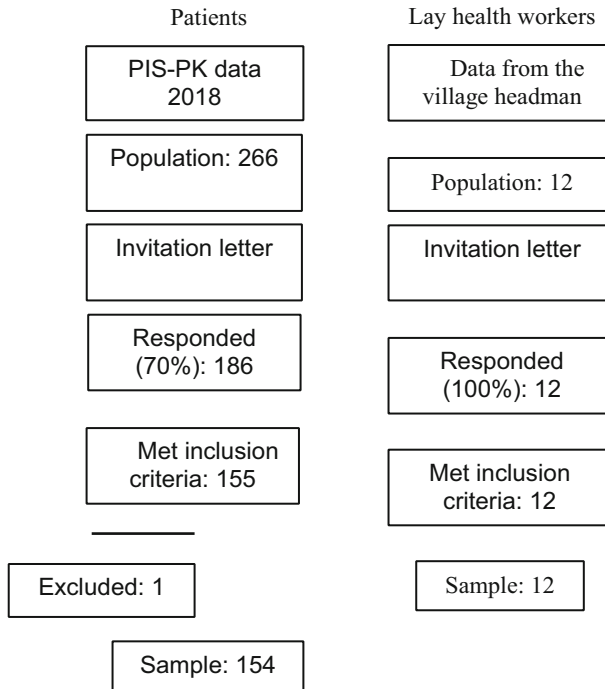 Patients
PIS-PK data
2018
Population: 266
Invitation letter
Responded
(70%): 186
Met inclusion
criteria: 155
Excluded: 1
Sample: 154
Lay health workers
Data from the
village headman
Population: 12
Invitation letter
Responded
(100%): 12
Met inclusion
criteria: 12
Sample: 12